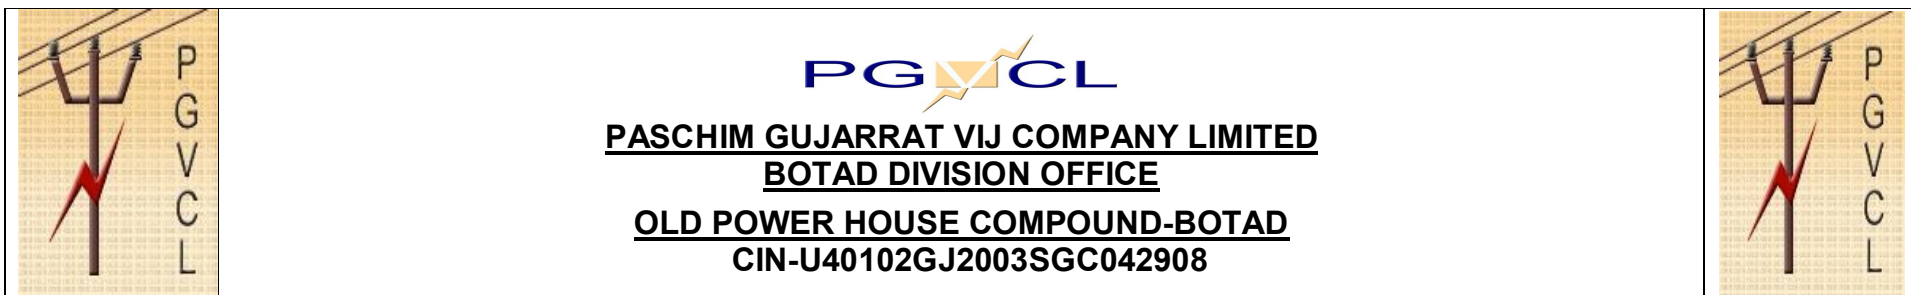 P
G
V
C
L
PGVCL
PASCHIM GUJARRAT VIJ COMPANY LIMITED
BOTAD DIVISION OFFICE
OLD POWER HOUSE COMPOUND-BOTAD
CIN-U40102GJ2003SGC042908
P
G
V
C
L